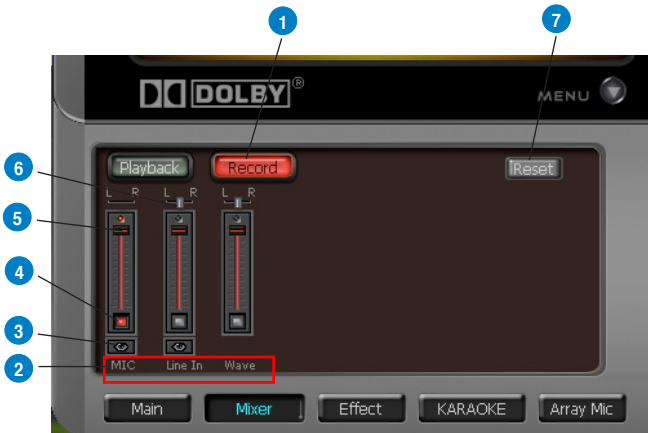 1
7
DOLBY®
MENU
6
Playback
Record
Reset
L R L R L R
5
4
3
2
MIC Line In Wave
Main Mixer Effect KARAOKE Array Mic